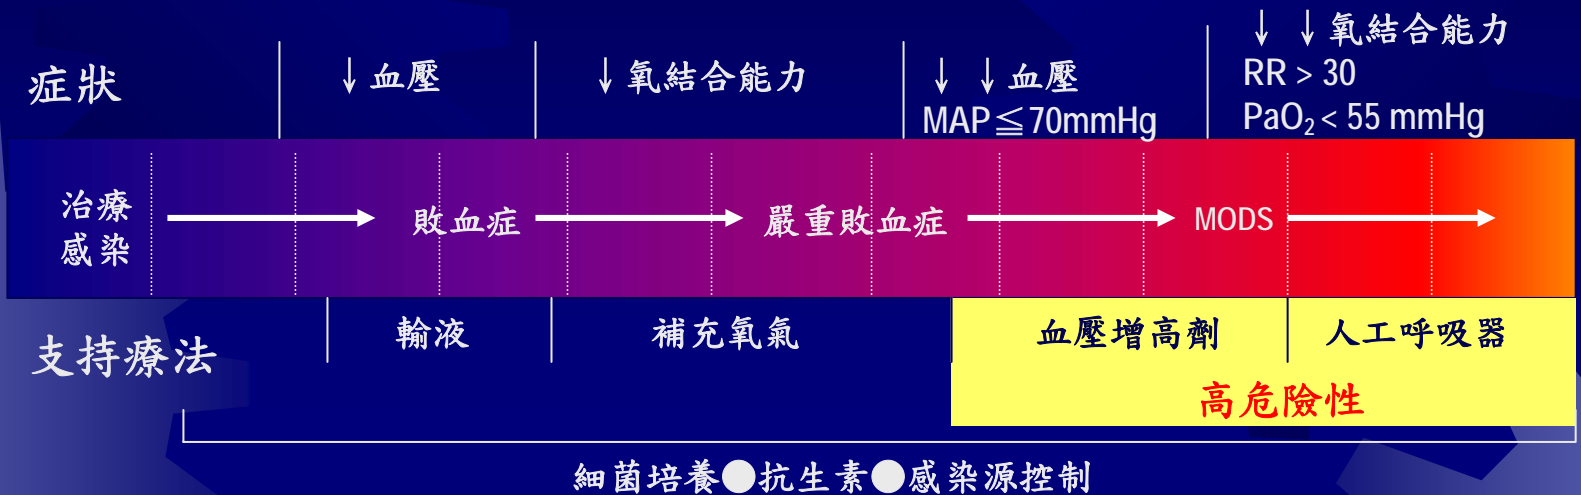 症狀
↓血壓
↓氧結合能力
↓ ↓血壓
MAP≦70mmHg
↓ ↓氧結合能力
RR > 30
PaO₂ < 55 mmHg
治療
感染
敗血症
嚴重敗血症
MODS
支持療法
輸液
補充氧氣
血壓增高劑
人工呼吸器
高危險性
細菌培養●抗生素●感染源控制